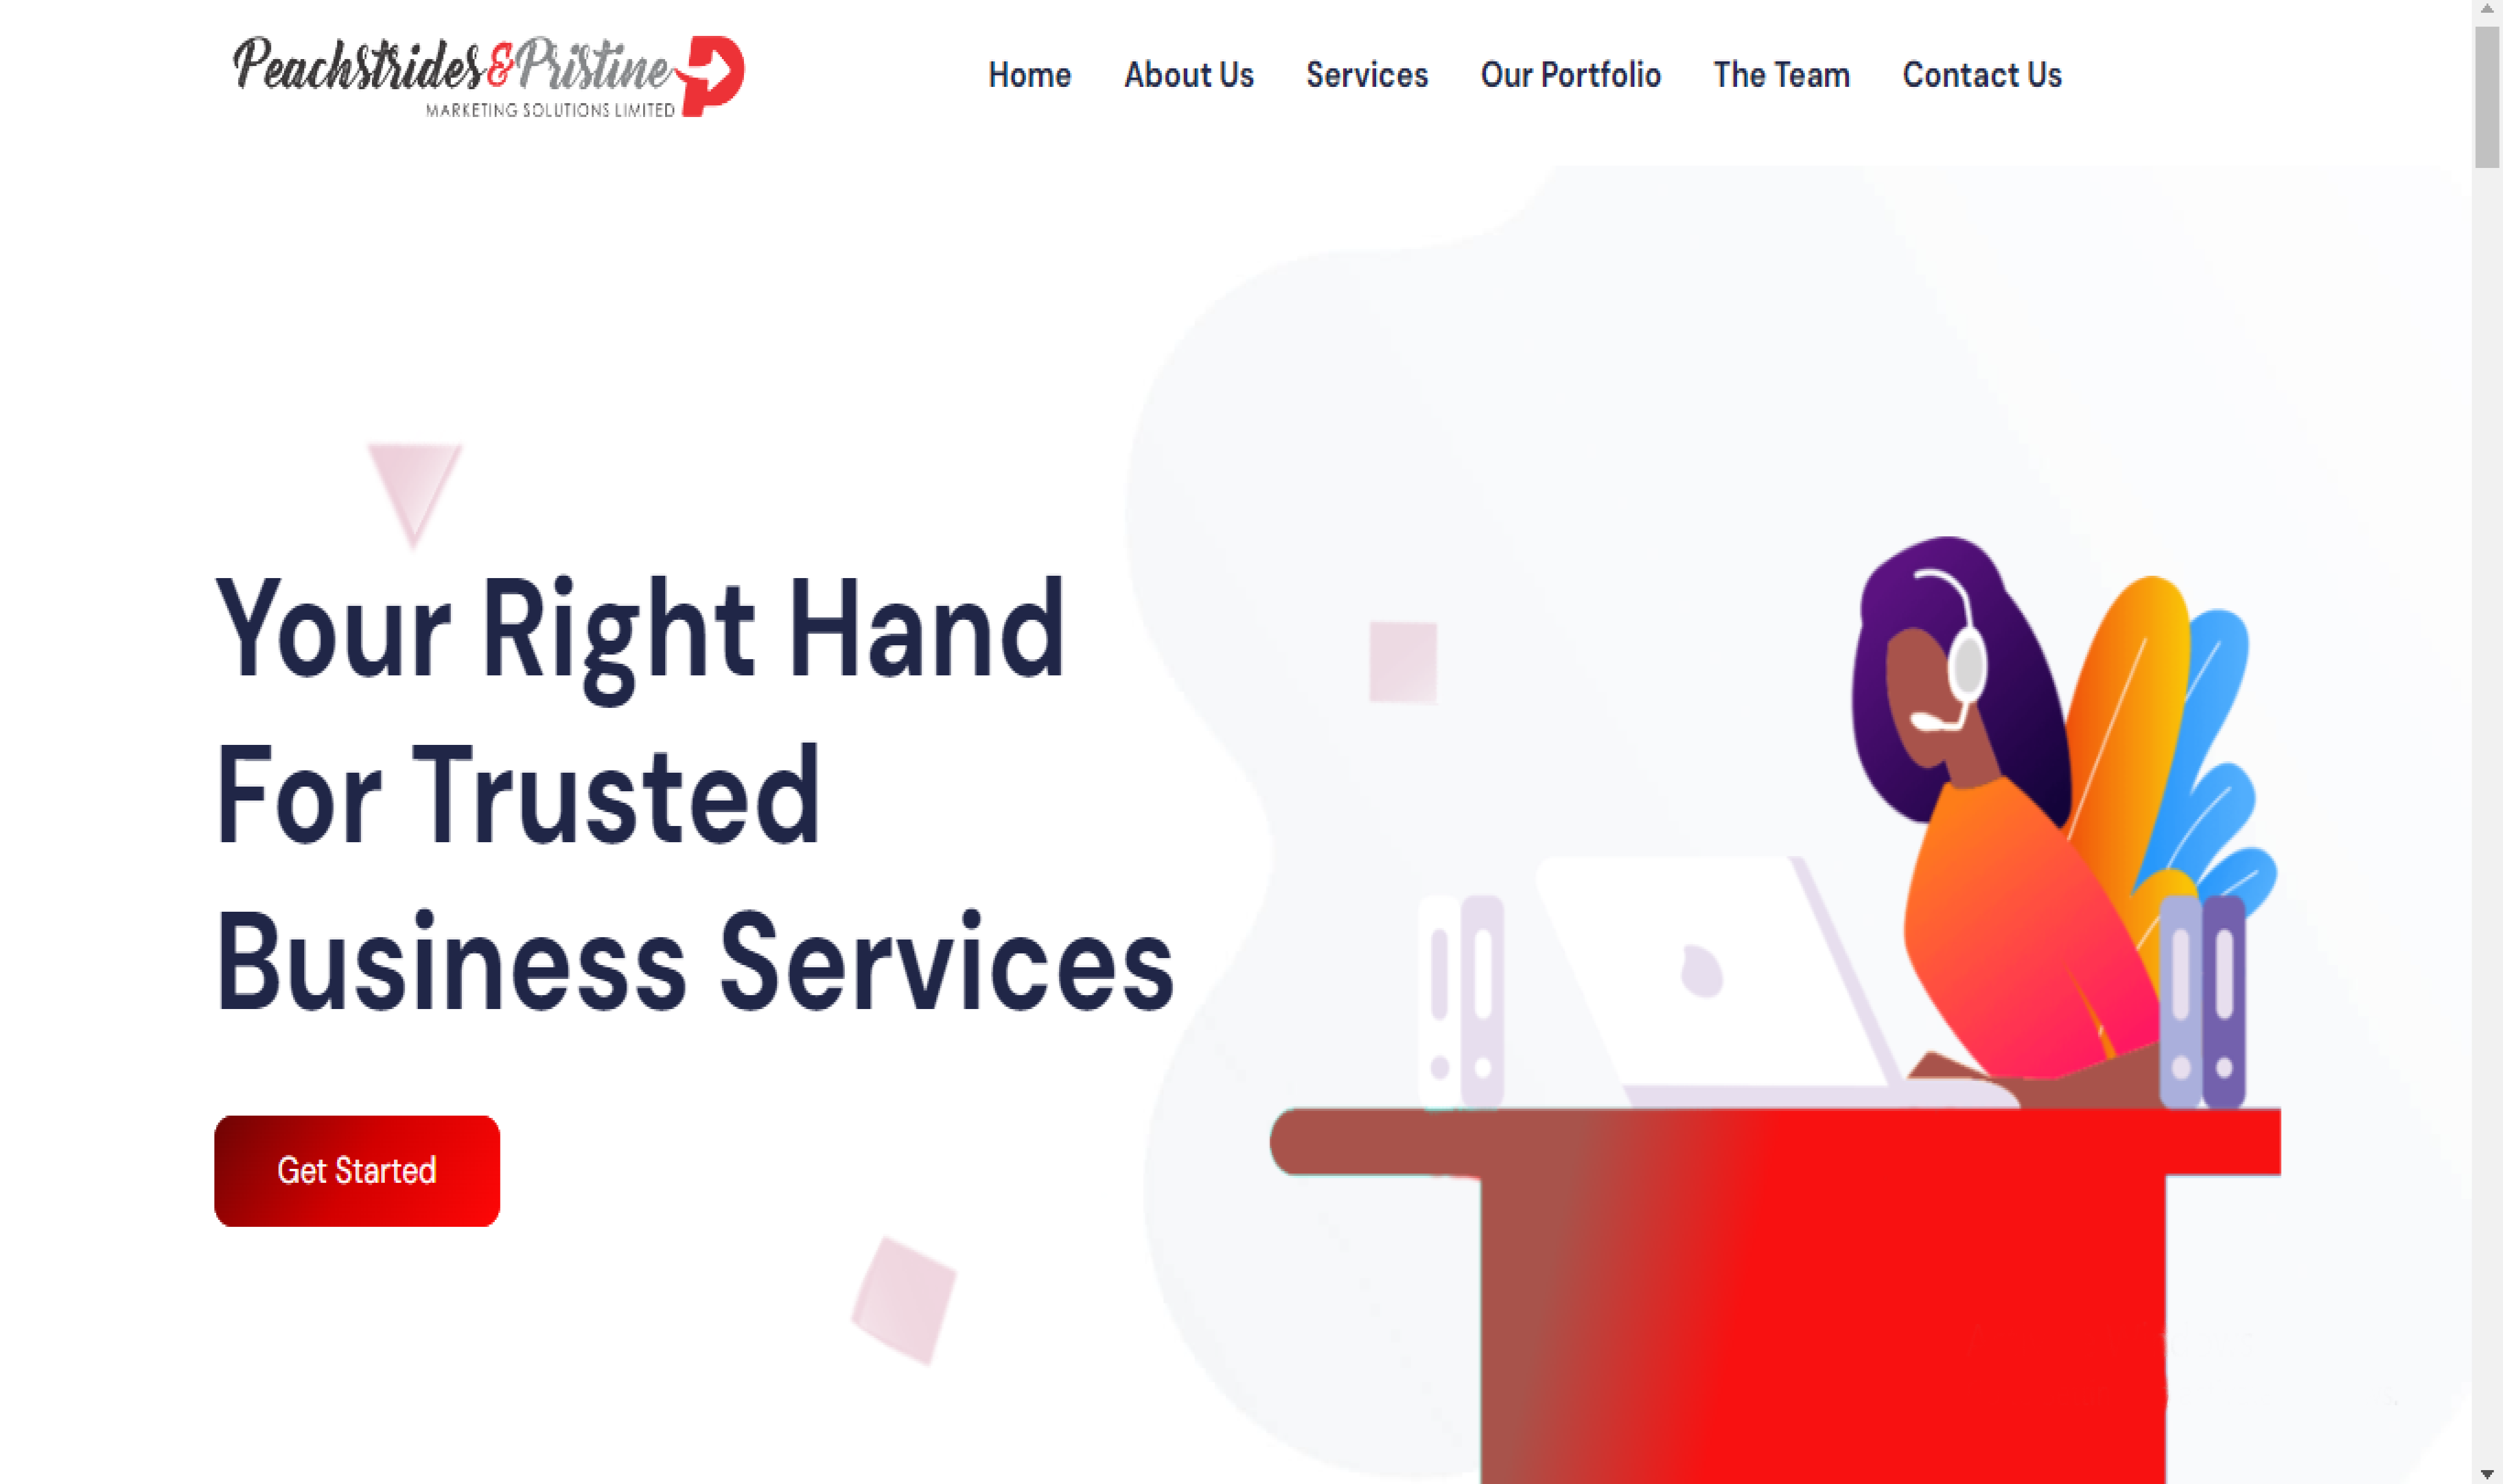 Peachstrides & Pristine
MARKETING SOLUTIONS LIMITED
Home About Us Services Our Portfolio The Team Contact Us
Your Right Hand
For Trusted
Business Services
Get Started